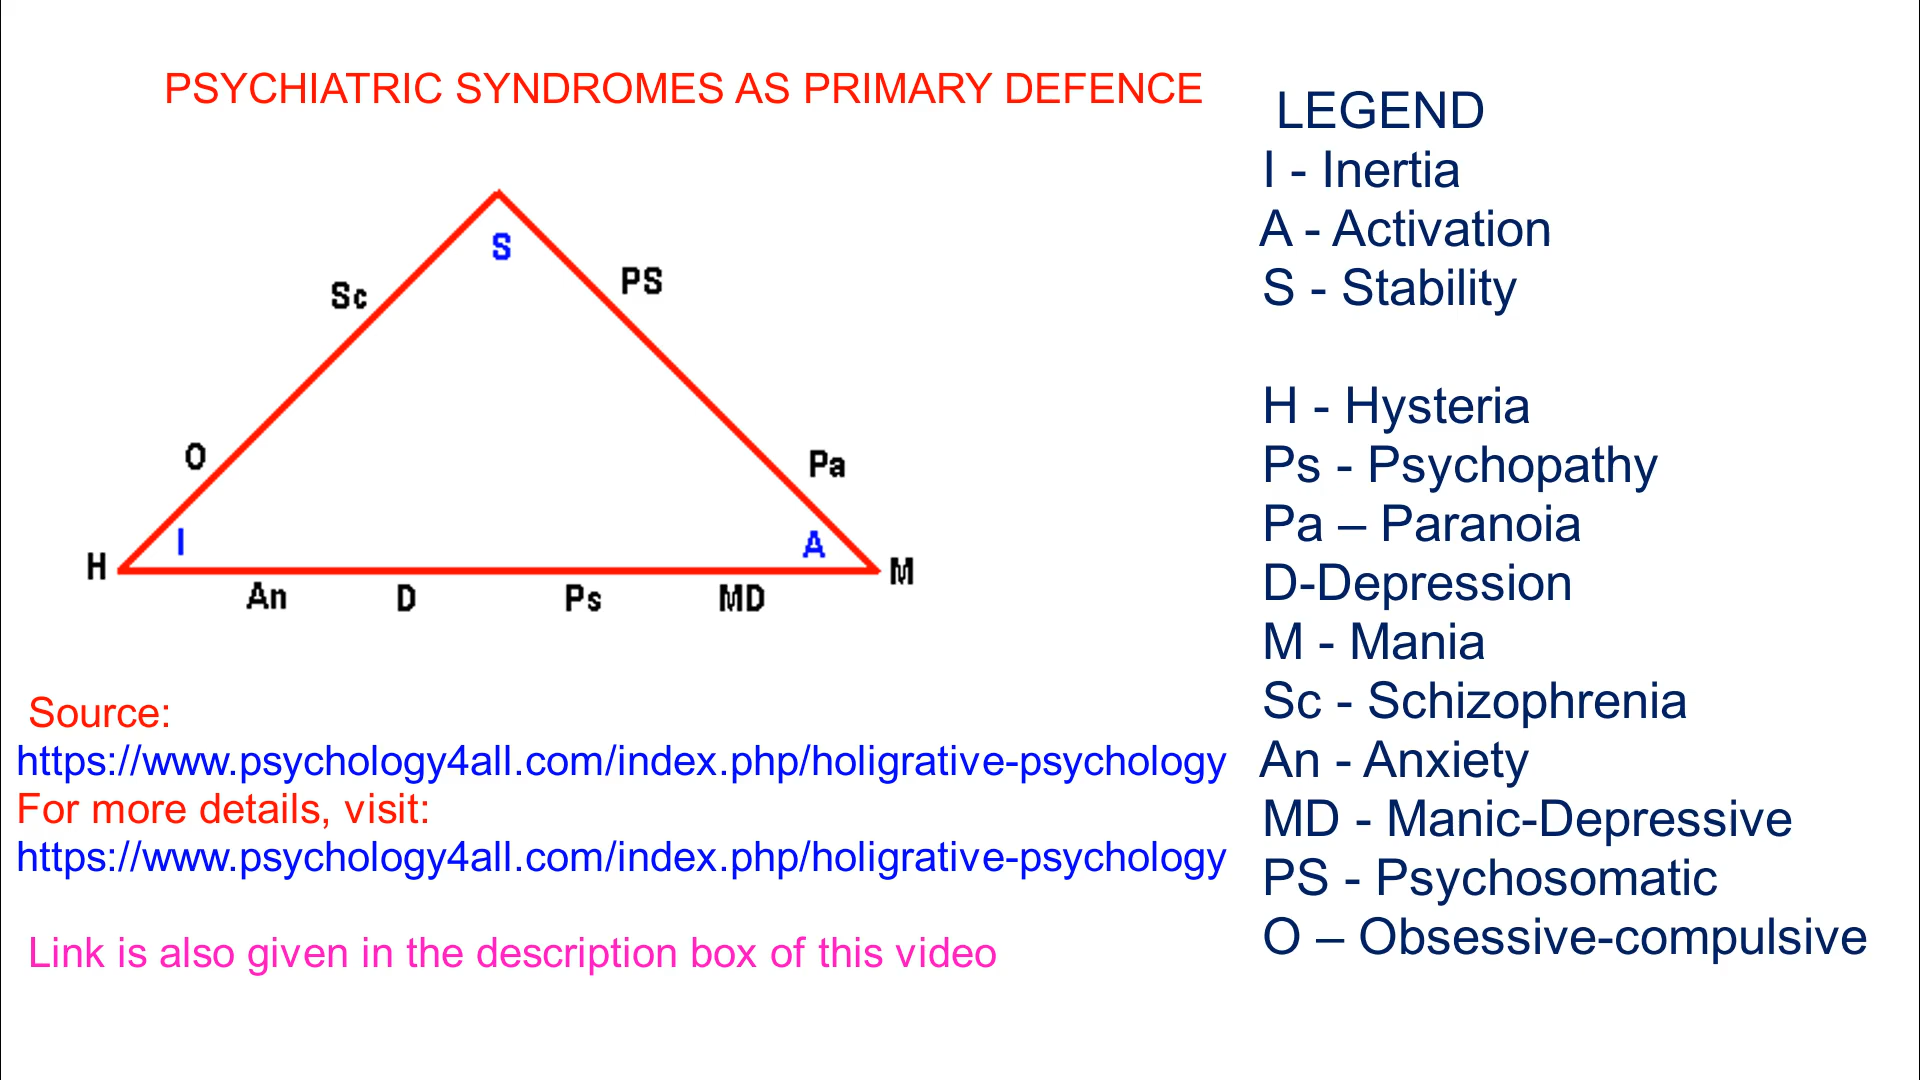 PSYCHIATRIC SYNDROMES AS PRIMARY DEFENCE
S
Sc
PS
O
Pa
I
A
H
M
An D Ps MD
Source:
https://www.psychology4all.com/index.php/holigrative-psychology
For more details, visit:
https://www.psychology4all.com/index.php/holigrative-psychology
Link is also given in the description box of this video
LEGEND
I - Inertia
A - Activation
S - Stability
H - Hysteria
Ps - Psychopathy
Pa – Paranoia
D-Depression
M - Mania
Sc - Schizophrenia
An - Anxiety
MD - Manic-Depressive
PS - Psychosomatic
O – Obsessive-compulsive